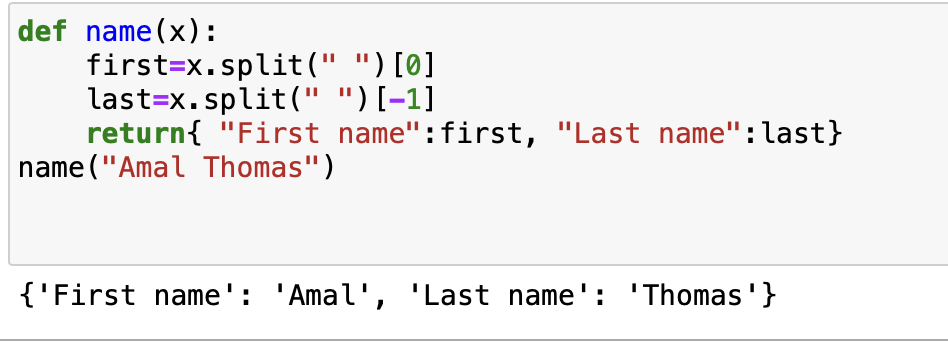 def name(x):
    first=x.split(" ")[0]
    last=x.split(" ")[-1]
    return{ "First name":first, "Last name":last}
name("Amal Thomas")
{'First name': 'Amal', 'Last name': 'Thomas'}